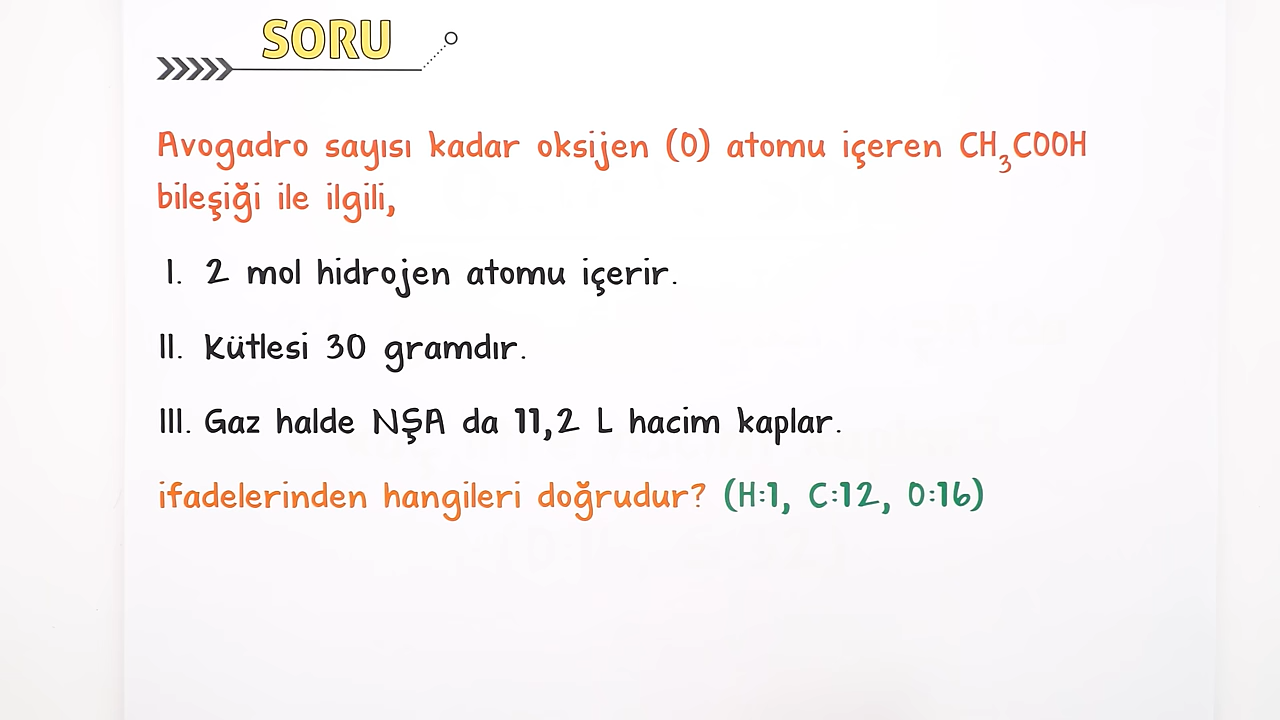 SORU
Avogadro sayısı kadar oksijen (O) atomu içeren CH₃COOH
bileşiği ile ilgili,
I. 2 mol hidrojen atomu içerir.
II. Kütlesi 30 gramdır.
III. Gaz halde NŞA da 11,2 L hacim kaplar.
ifadelerinden hangileri doğrudur? (H:1, C:12, O:16)